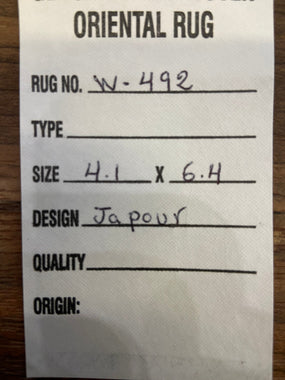 ORIENTAL RUG
RUG NO. W-492
TYPE
SIZE 4.1 X 6.4
DESIGN Japour
QUALITY
ORIGIN: